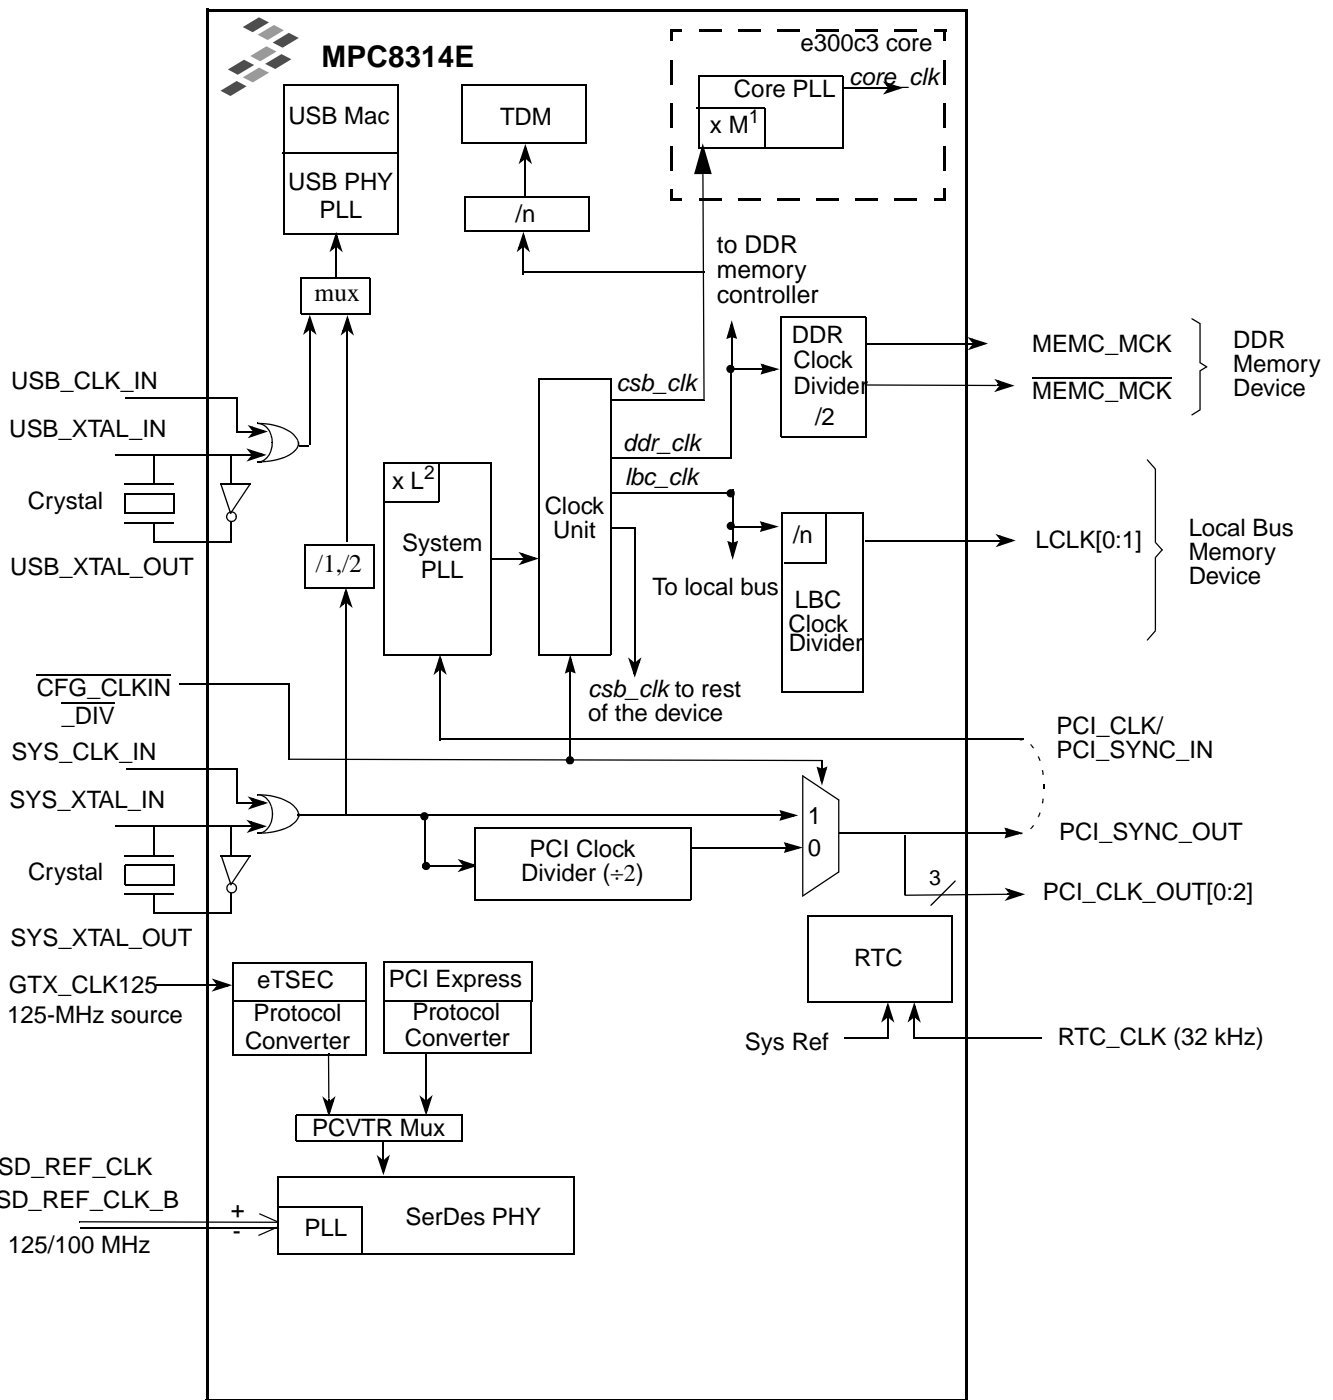 MPC8314E
e300c3 core
core_clk
Core PLL
x M1
USB Mac
USB PHY
PLL
TDM
/n
mux
to DDR
memory
controller
DDR
Clock
Divider
/2
MEMC_MCK
MEMC_MCK
DDR
Memory
Device
USB_CLK_IN
USB_XTAL_IN
Crystal
USB_XTAL_OUT
csb_clk
ddr_clk
lbc_clk
x L2
System
PLL
Clock
Unit
/1,/2
/n
LBC
Clock
Divider
To local bus
LCLK[0:1]
Local Bus
Memory
Device
csb_clk to rest
of the device
CFG_CLKIN
_DIV
SYS_CLK_IN
SYS_XTAL_IN
Crystal
SYS_XTAL_OUT
PCI_CLK/
PCI_SYNC_IN
1
0
PCI Clock
Divider (÷2)
PCI_SYNC_OUT
3
PCI_CLK_OUT[0:2]
RTC
Sys Ref
RTC_CLK (32 kHz)
GTX_CLK125
125-MHz source
eTSEC
Protocol
Converter
PCI Express
Protocol
Converter
PCVTR Mux
SD_REF_CLK
SD_REF_CLK_B
+
-
125/100 MHz
PLL
SerDes PHY